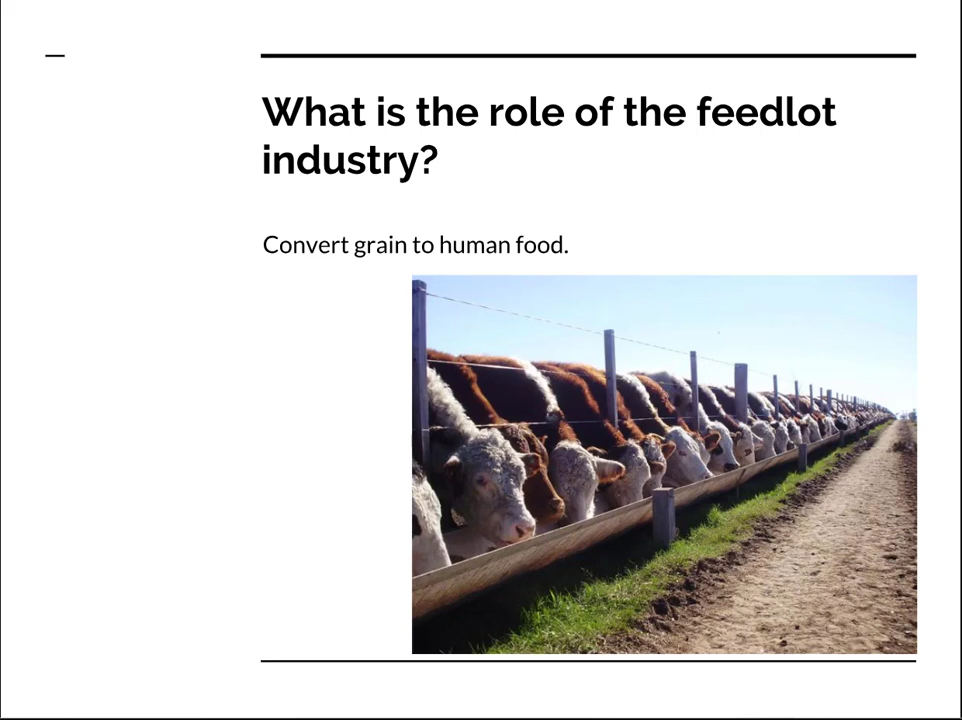 What is the role of the feedlot
industry?
Convert grain to human food.